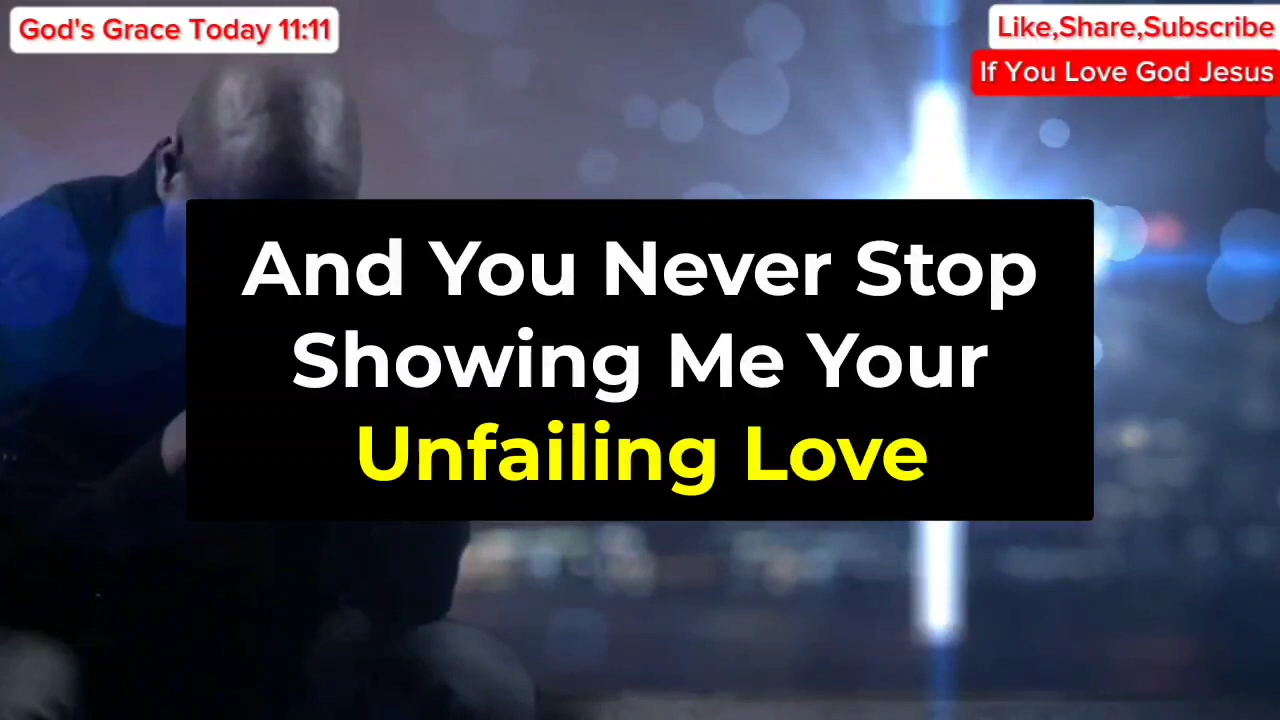 God's Grace Today 11:11
Like,Share,Subscribe
If You Love God Jesus
And You Never Stop
Showing Me Your
Unfailing Love